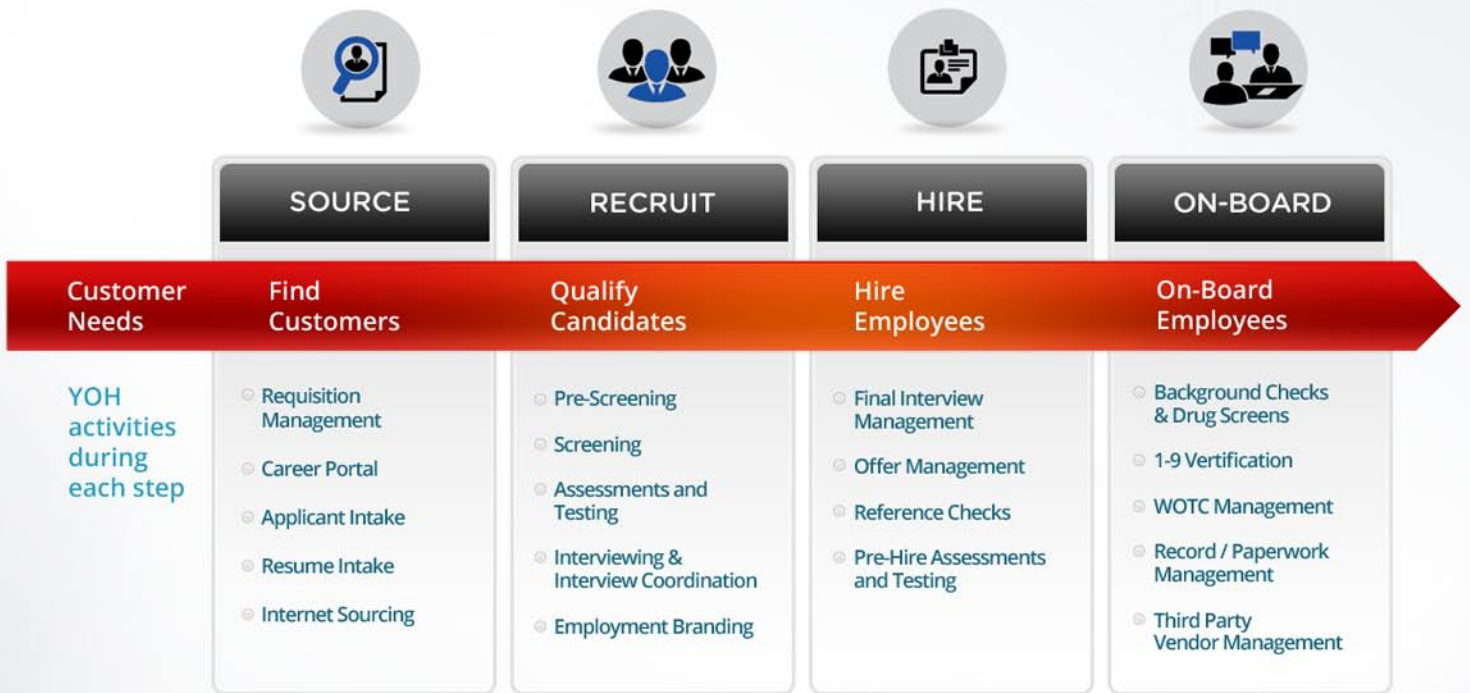 SOURCE
RECRUIT
HIRE
ON-BOARD
Customer
Needs
Find
Customers
Qualify
Candidates
Hire
Employees
On-Board
Employees
YOH
activities
during
each step
Requisition
Management
Career Portal
Applicant Intake
Resume Intake
Internet Sourcing
Pre-Screening
Screening
Assessments and
Testing
Interviewing &
Interview Coordination
Employment Branding
Final Interview
Management
Offer Management
Reference Checks
Pre-Hire Assessments
and Testing
Background Checks
& Drug Screens
1-9 Vertification
WOTC Management
Record / Paperwork
Management
Third Party
Vendor Management